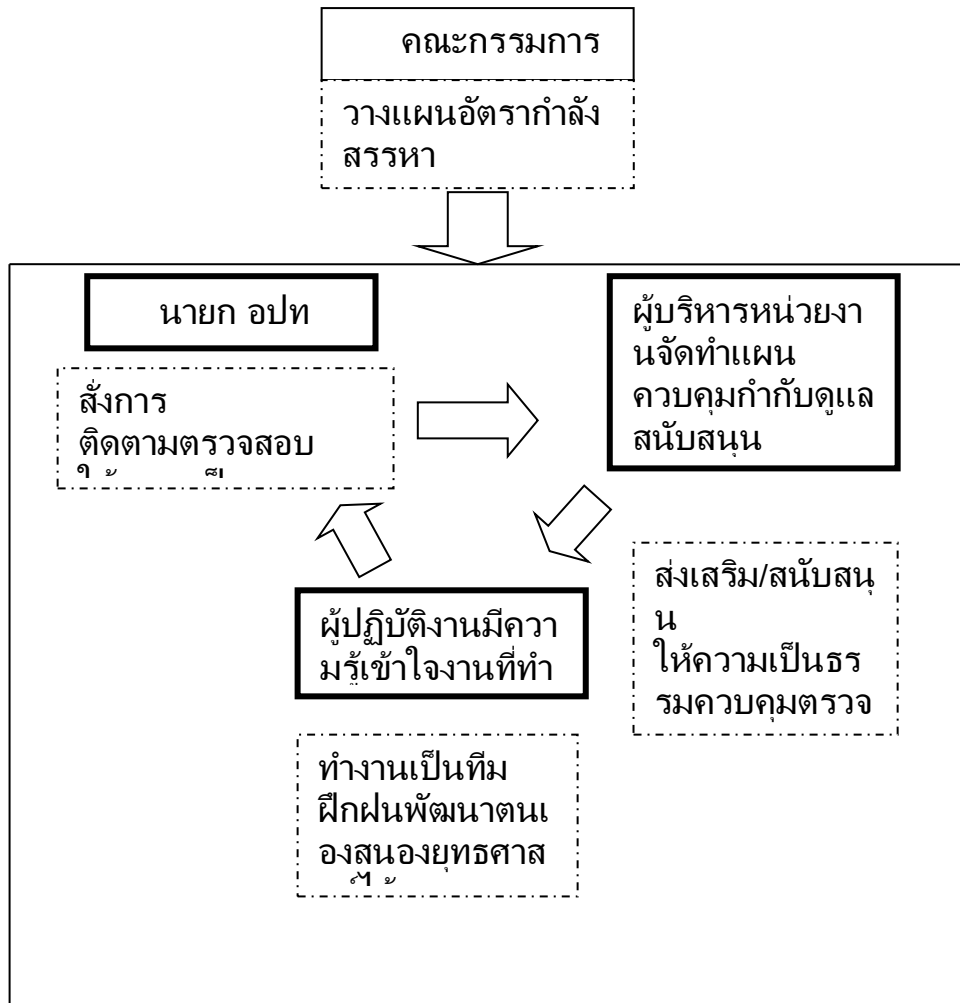 คณะกรรมการ
วางแผนอัตรากำลัง
สรรหา
นายก อปท
สั่งการ
ติดตามตรวจสอบ
ผู้บริหารหน่วยงา
นจัดทำแผน
ควบคุมกำกับดูแล
สนับสนุน
ส่งเสริม/สนับสนุ
น
ให้ความเป็นธร
รมควบคุมตรวจ
ผู้ปฏิบัติงานมีควา
มรู้เข้าใจงานที่ทำ
ทำงานเป็นทีม
ฝึกฝนพัฒนาตนเ
องสนองยุทธศาส